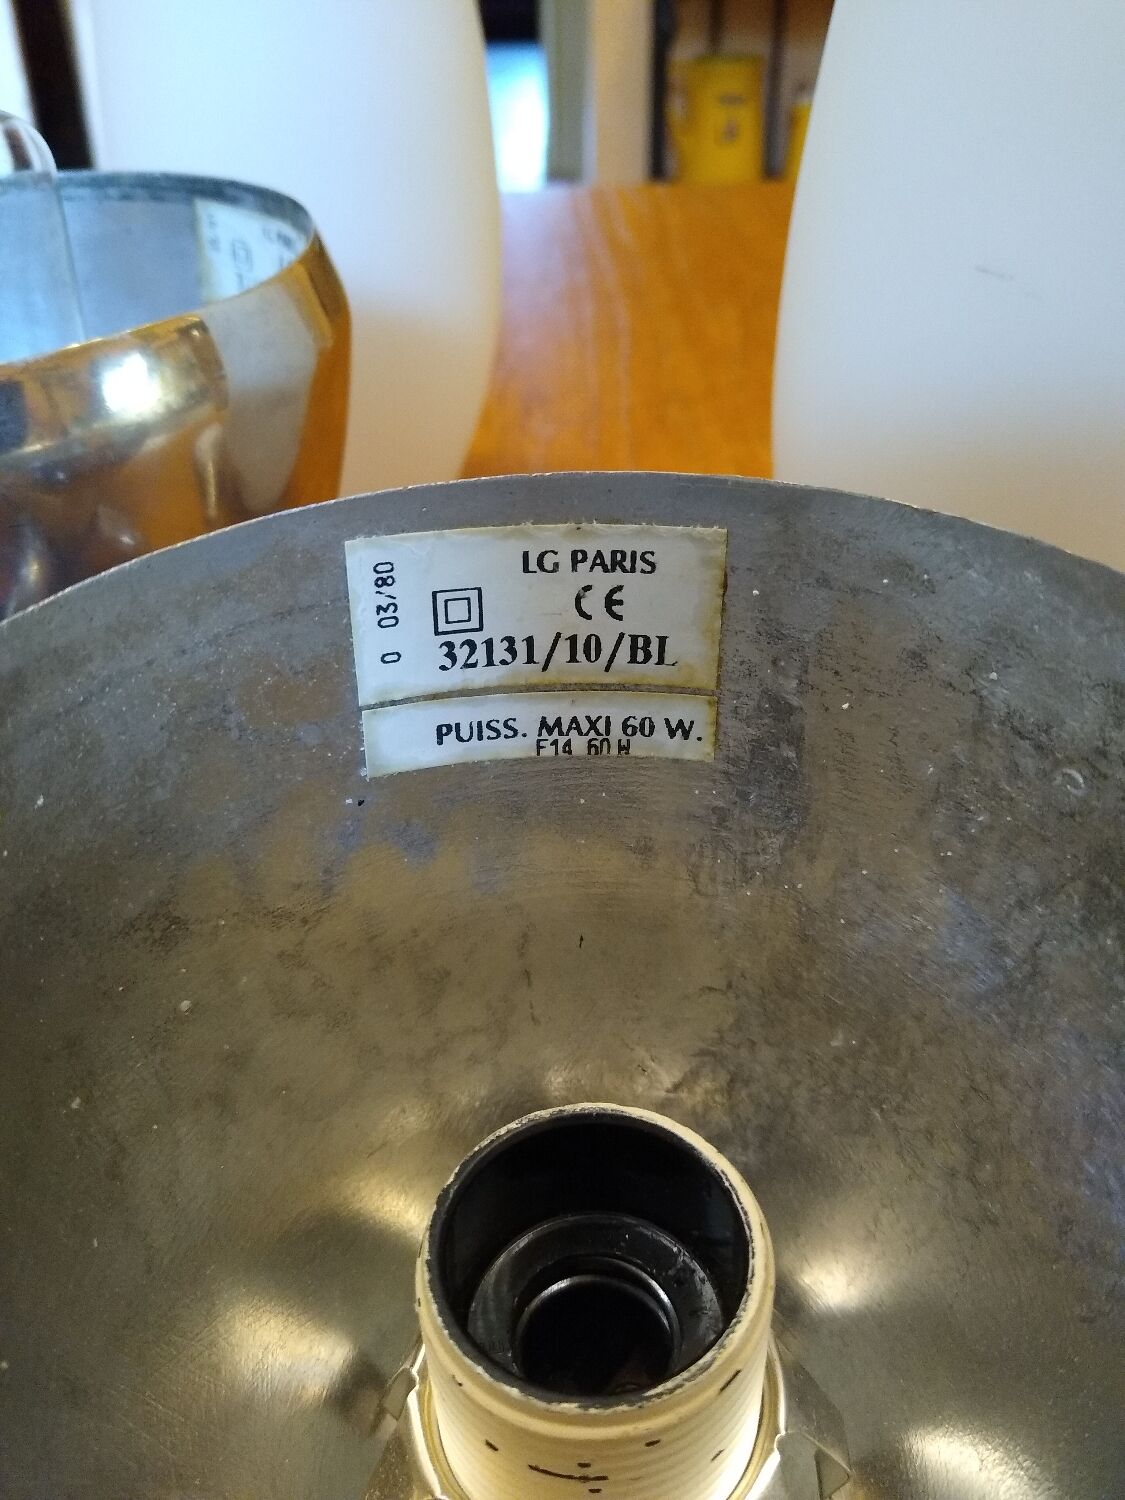 LG PARIS
CE
32131/10/BL
0 03/80
PUISS. MAXI 60 W.
E14 60 W